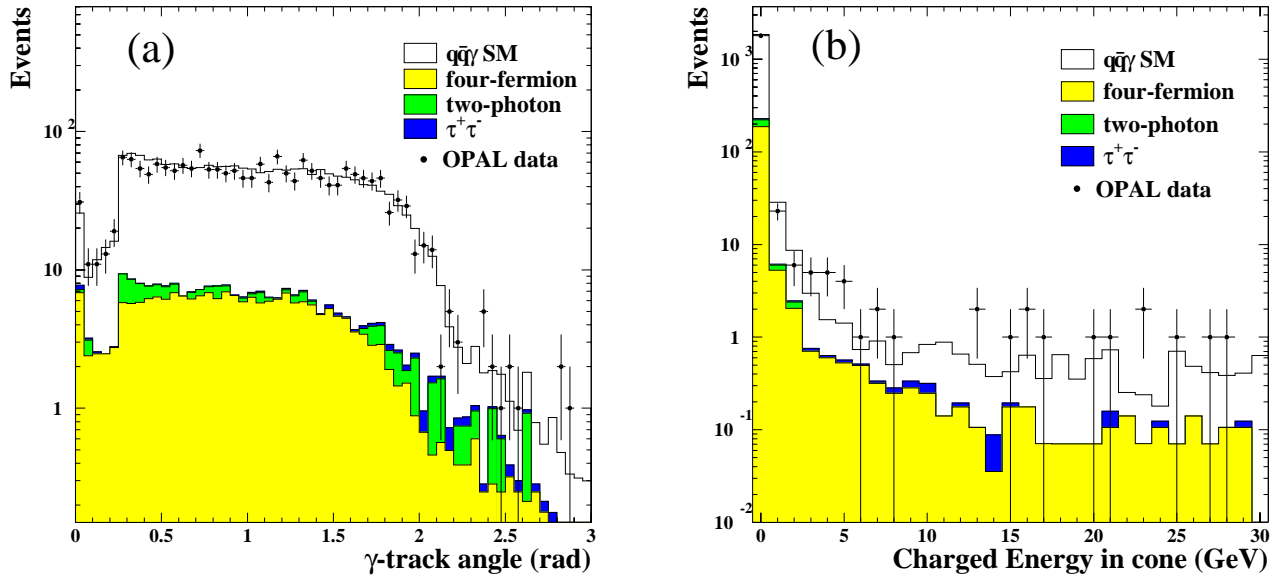 Events
(a)
qq̄γ SM
four-fermion
two-photon
τ⁺τ⁻
OPAL data
10²
10
1
0 0.5 1 1.5 2 2.5 3
γ-track angle (rad)
Events
(b)
qq̄γ SM
four-fermion
two-photon
τ⁺τ⁻
OPAL data
10³
10²
10
1
10⁻¹
10⁻²
0 5 10 15 20 25 30
Charged Energy in cone (GeV)